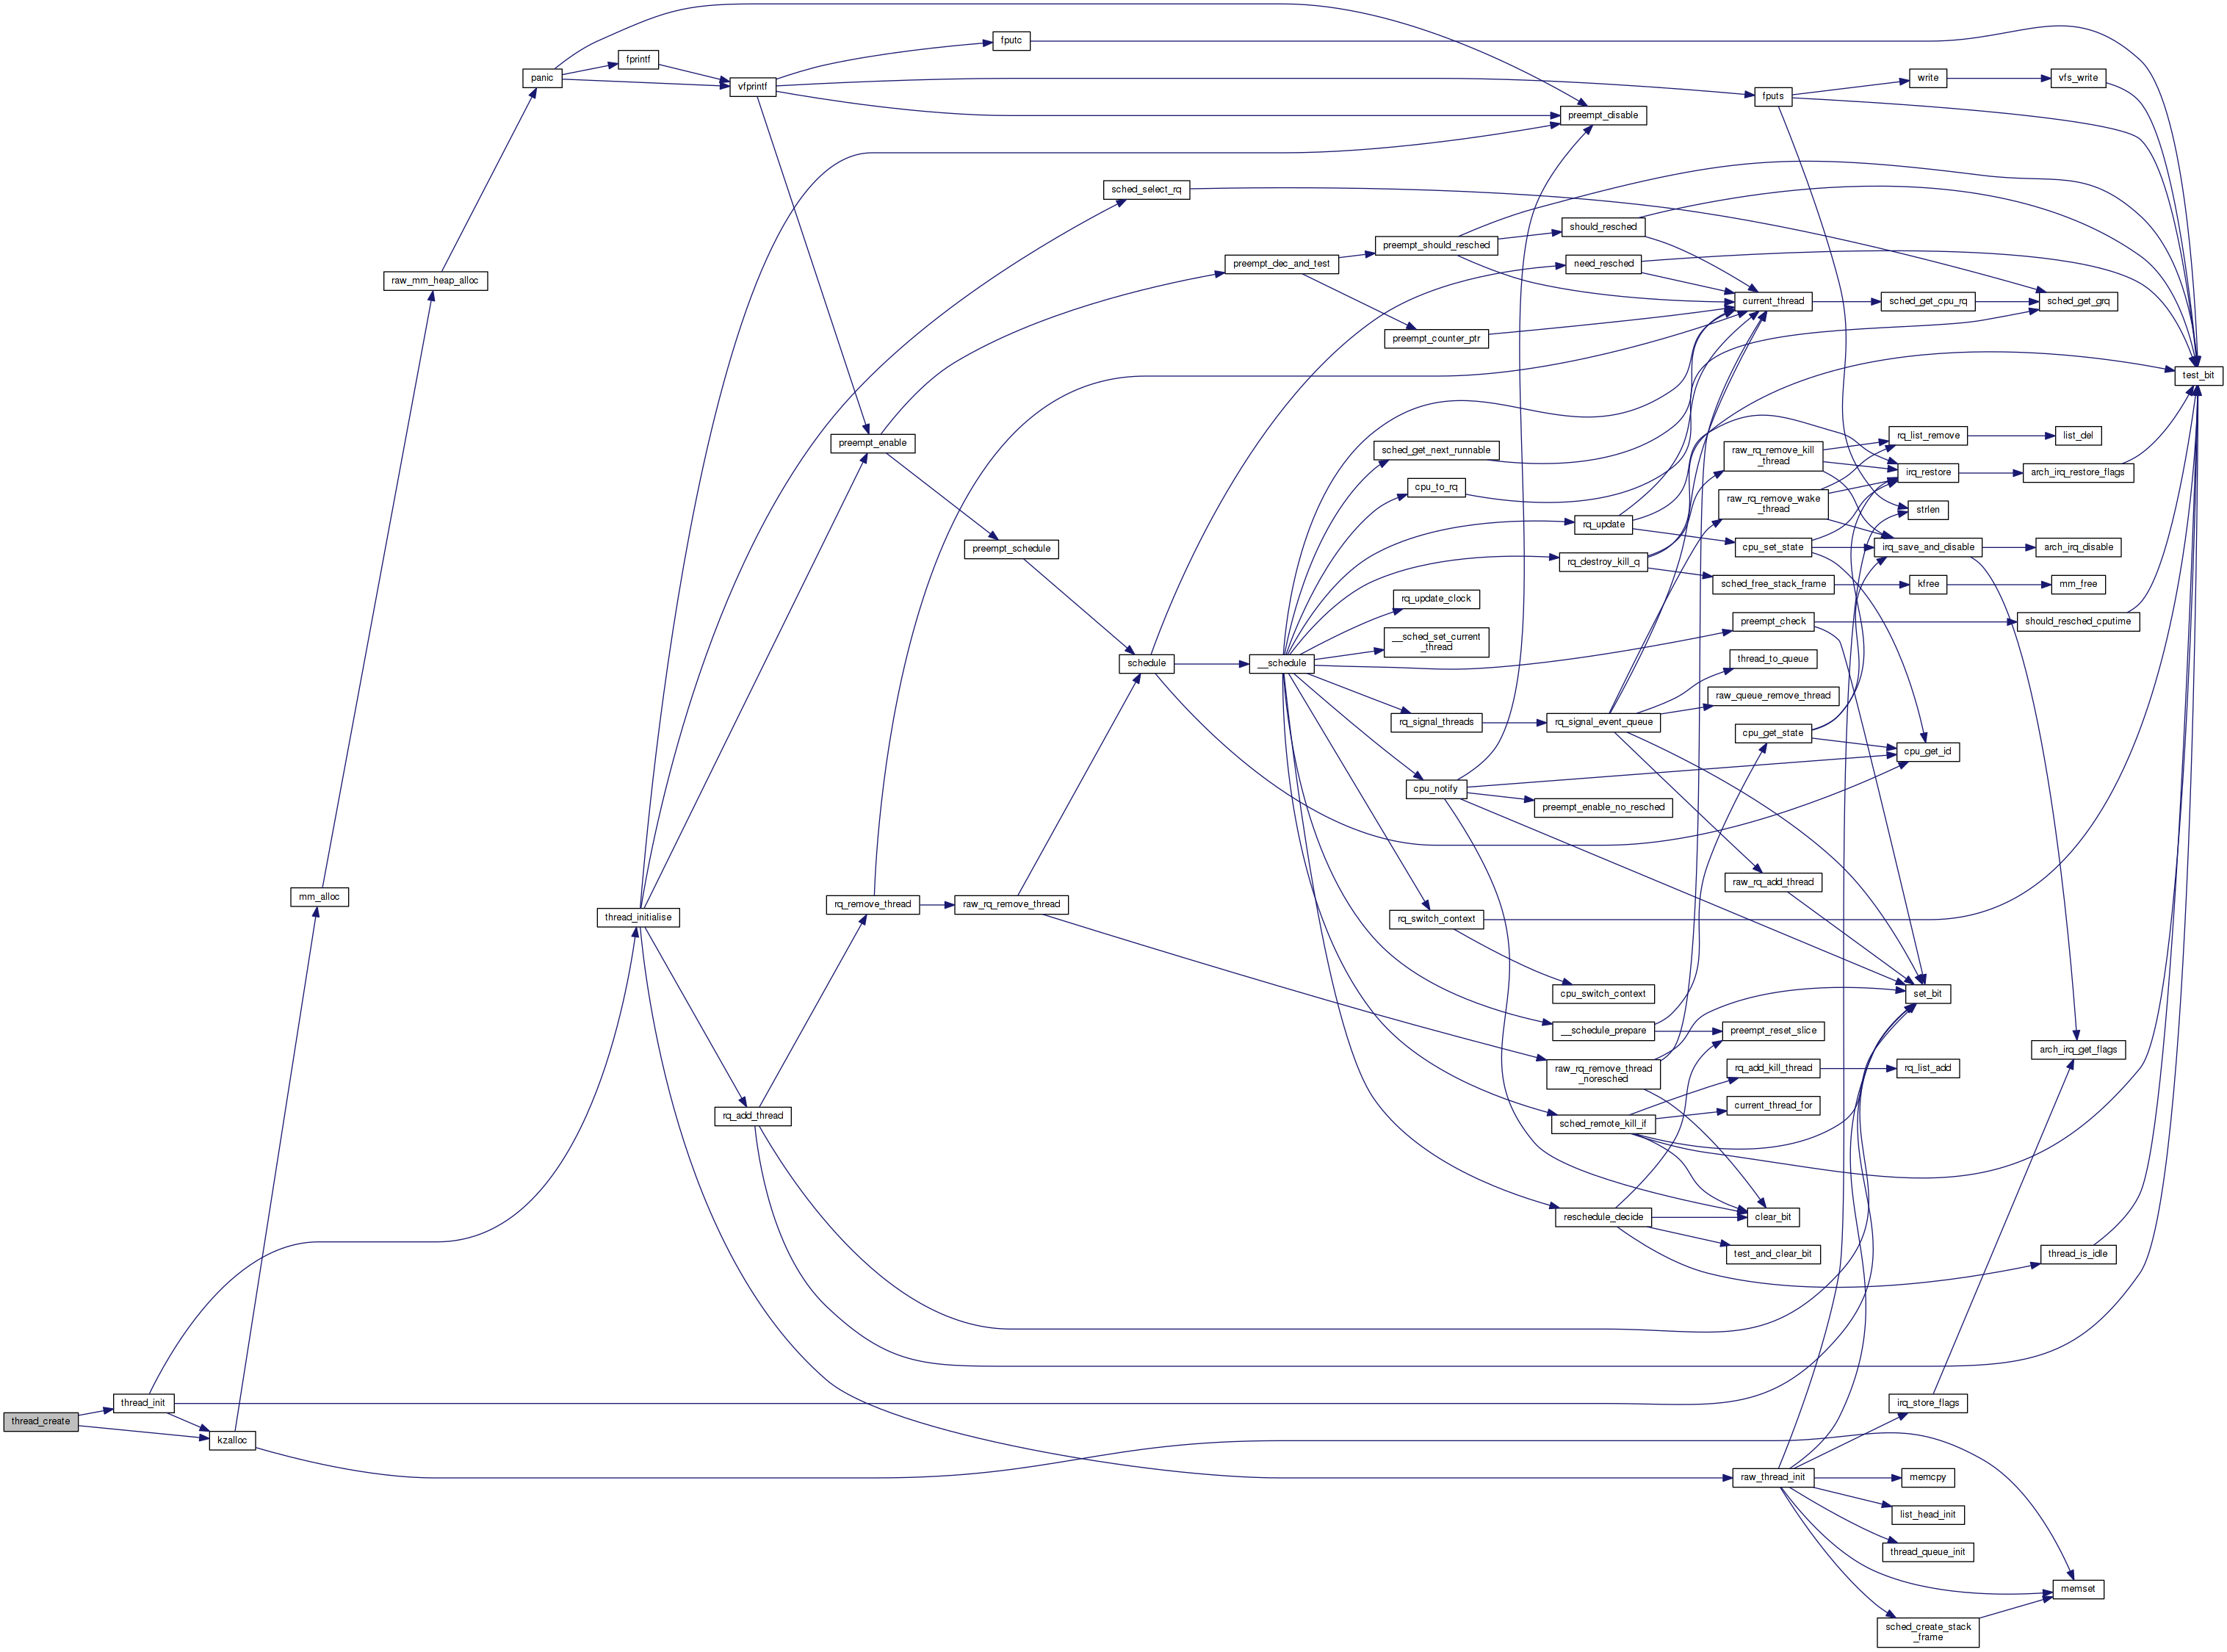 fputc
fprintf
panic
write
vfs_write
vfprintf
fputs
preempt_disable
sched_select_rq
should_resched
preempt_should_resched
preempt_dec_and_test
need_resched
raw_mm_heap_alloc
current_thread
sched_get_cpu_rq
sched_get_grq
preempt_counter_ptr
test_bit
rq_list_remove
list_del
preempt_enable
sched_get_next_runnable
raw_rq_remove_kill
_thread
irq_restore
arch_irq_restore_flags
cpu_to_rq
raw_rq_remove_wake
_thread
strlen
rq_update
preempt_schedule
cpu_set_state
irq_save_and_disable
arch_irq_disable
rq_destroy_kill_q
sched_free_stack_frame
kfree
mm_free
rq_update_clock
preempt_check
should_resched_cputime
__sched_set_current
_thread
schedule
__schedule
thread_to_queue
raw_queue_remove_thread
rq_signal_threads
rq_signal_event_queue
cpu_get_state
cpu_get_id
cpu_notify
preempt_enable_no_resched
raw_rq_add_thread
mm_alloc
rq_remove_thread
raw_rq_remove_thread
thread_initialise
rq_switch_context
cpu_switch_context
set_bit
__schedule_prepare
preempt_reset_slice
arch_irq_get_flags
raw_rq_remove_thread
_noresched
rq_add_kill_thread
rq_list_add
current_thread_for
rq_add_thread
sched_remote_kill_if
reschedule_decide
clear_bit
test_and_clear_bit
thread_is_idle
thread_init
irq_store_flags
thread_create
kzalloc
raw_thread_init
memcpy
list_head_init
thread_queue_init
memset
sched_create_stack
_frame